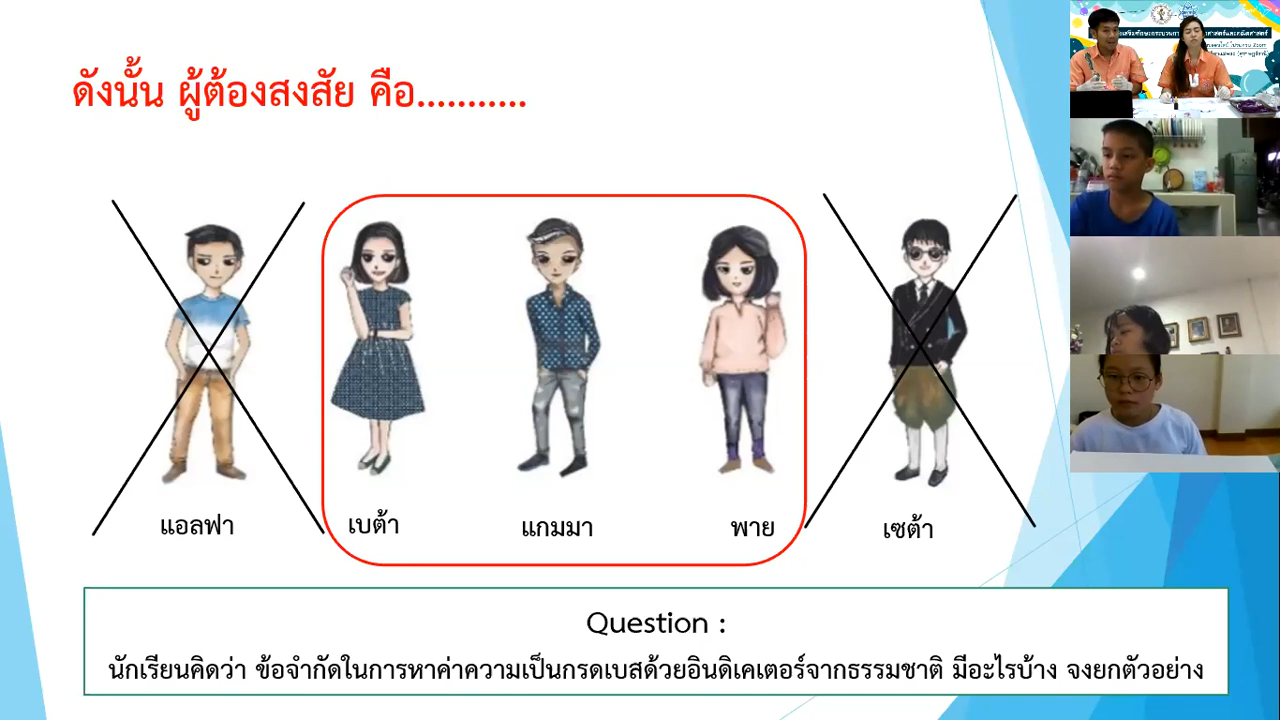 ดังนั้น ผู้ต้องสงสัย คือ...........
แอลฟา
เบต้า
แกมมา
พาย
เซต้า
Question :
นักเรียนคิดว่า ข้อจำกัดในการหาค่าความเป็นกรดเบสด้วยอินดิเคเตอร์จากธรรมชาติ มีอะไรบ้าง จงยกตัวอย่าง